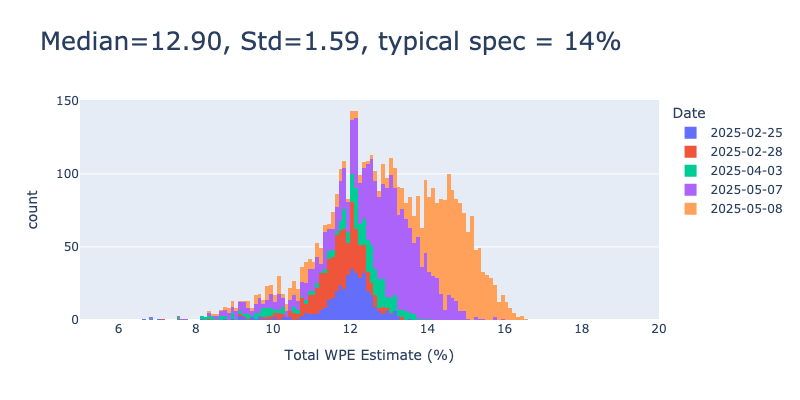 Median=12.90, Std=1.59, typical spec = 14%
150
100
50
0
count
6 8 10 12 14 16 18 20
Total WPE Estimate (%)
Date
2025-02-25
2025-02-28
2025-04-03
2025-05-07
2025-05-08